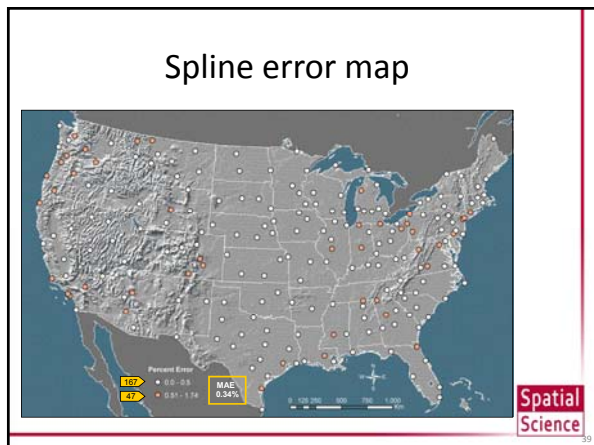 Spline error map
Percent Error
167 0.0 - 0.5
47 0.51 - 1.74
MAE
0.34%
0 125 250 500 750 1,000
Km
Spatial
Science
39